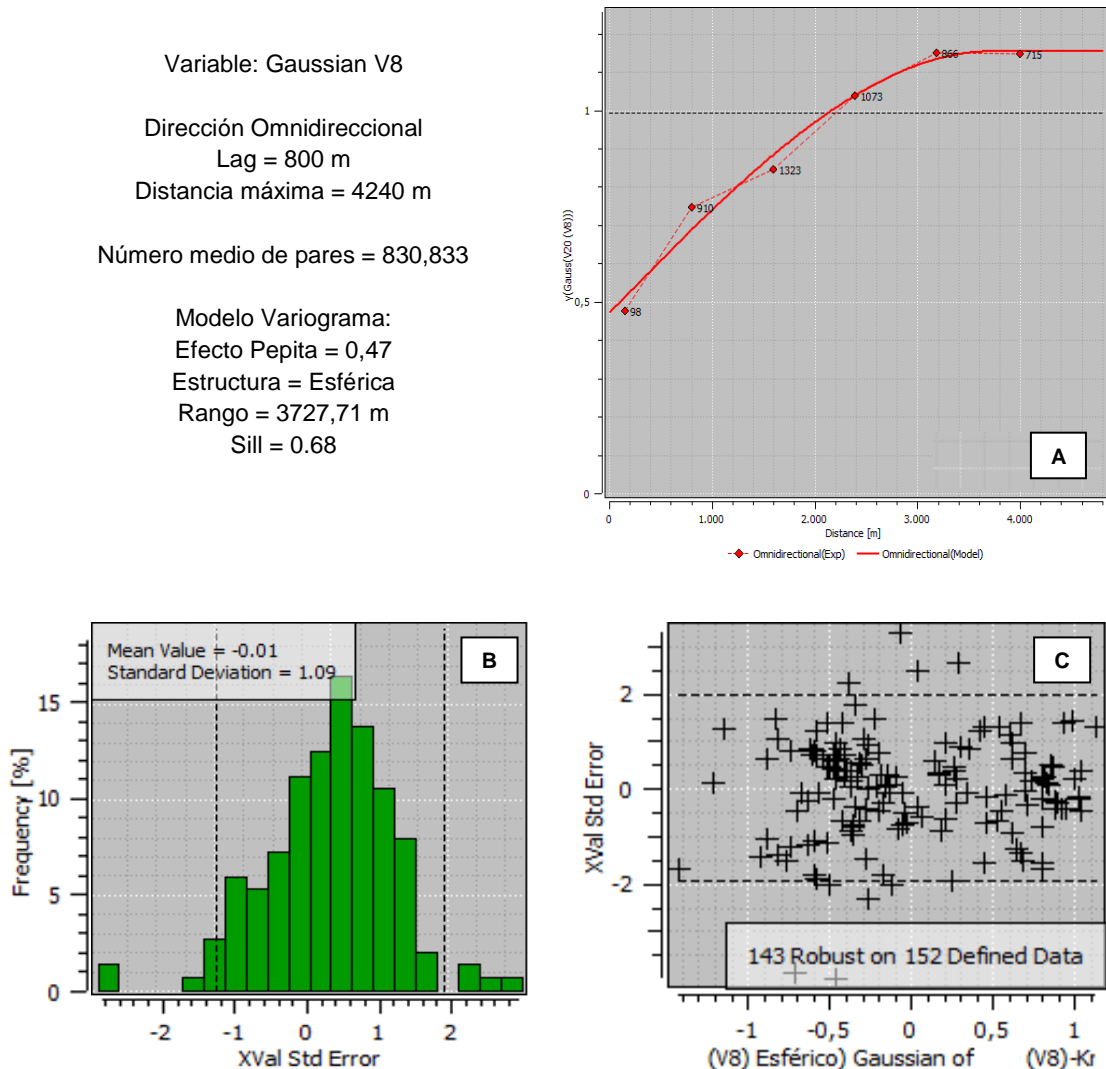 Variable: Gaussian V8
Dirección Omnidireccional
Lag = 800 m
Distancia máxima = 4240 m
Número medio de pares = 830,833
Modelo Variograma:
Efecto Pepita = 0,47
Estructura = Esférica
Rango = 3727,71 m
Sill = 0.68
γ(Gauss(V20 (V8)))
1
0,5
0
98
910
1323
1073
866
715
A
0 1.000 2.000 3.000 4.000
Distance [m]
Omnidirectional(Exp) Omnidirectional(Model)
Mean Value = -0.01
Standard Deviation = 1.09
B
Frequency [%]
15
10
5
0
-2 -1 0 1 2
XVal Std Error
C
XVal Std Error
2
0
-2
143 Robust on 152 Defined Data
-1 -0,5 0 0,5 1
(V8) Esférico) Gaussian of (V8)-Kr